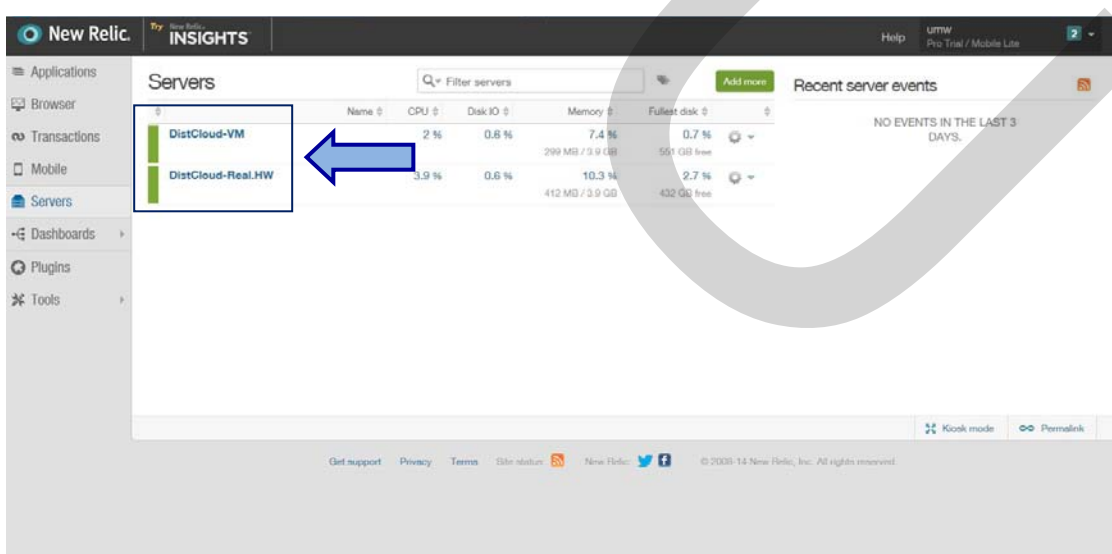 New Relic.
Try New Relic. INSIGHTS
Help
umw
Pro Trial / Mobile Lite
2
Applications
Browser
Transactions
Mobile
Servers
Dashboards
Plugins
Tools
Servers
Filter servers
Add more
Name CPU Disk IO Memory Fullest disk
DistCloud-VM 2 % 0.6 % 7.4 % 0.7 %
299 MB / 3.9 GB 551 GB free
DistCloud-Real.HW 3.9 % 0.6 % 10.3 % 2.7 %
412 MB / 3.9 GB 432 GB free
Recent server events
NO EVENTS IN THE LAST 3
DAYS.
Kiosk mode Permalink
Get support Privacy Terms Site status New Relic © 2008-14 New Relic, Inc. All rights reserved.